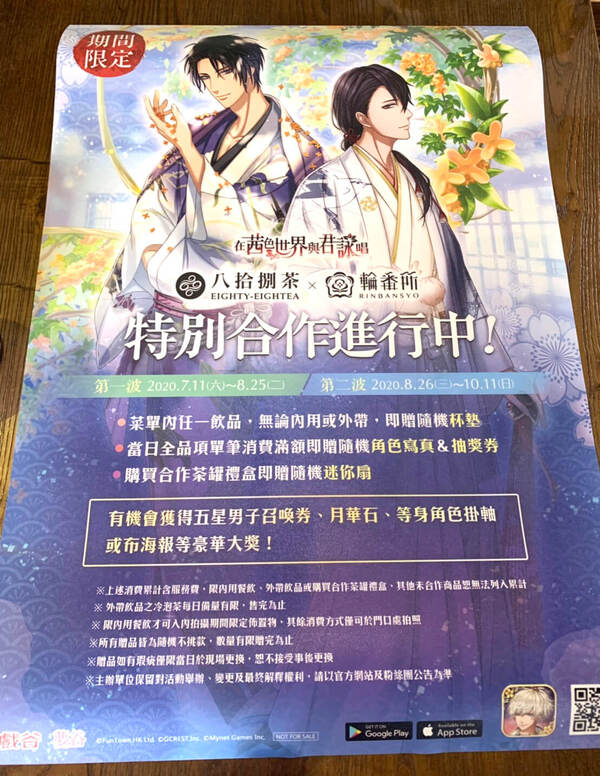 期間
限定
在茜色世界與君詠唱
八拾捌茶 × 輪番所
EIGHTY-EIGHTEA RINBANSYO
特別合作進行中!
第一波 2020.7.11(六)~8.25(二) / 第二波 2020.8.26(三)~10.11(日)
• 菜單內任一飲品,無論內用或外帶,即贈隨機杯墊
• 當日全品項單筆消費滿額即贈隨機角色寫真&抽獎券
• 購買合作茶罐禮盒即贈隨機迷你扇
有機會獲得五星男子召喚券、月華石、等身角色掛軸
或布海報等豪華大獎!
※上述消費累計含服務費,限內用餐飲、外帶飲品或購買合作茶罐禮盒,其他未合作商品恕無法列入累計
※ 外帶飲品之冷泡茶每日備量有限,售完為止
※ 限內用餐飲才可入內拍攝期間限定佈置物,其餘消費方式僅可於門口處拍照
※所有贈品皆為隨機不挑款,數量有限贈完為止
※贈品如有瑕疵僅限當日於現場更換,恕不接受事後更換
※主辦單位保留對活動舉辦、變更及最終解釋權利,請以官方網站及粉絲團公告為準
戲谷
©FunTown HK Ltd. ©GCREST,Inc. ©Mynet Games Inc. NOT FOR SALE
GET IT ON
Google Play
Available on the
App Store